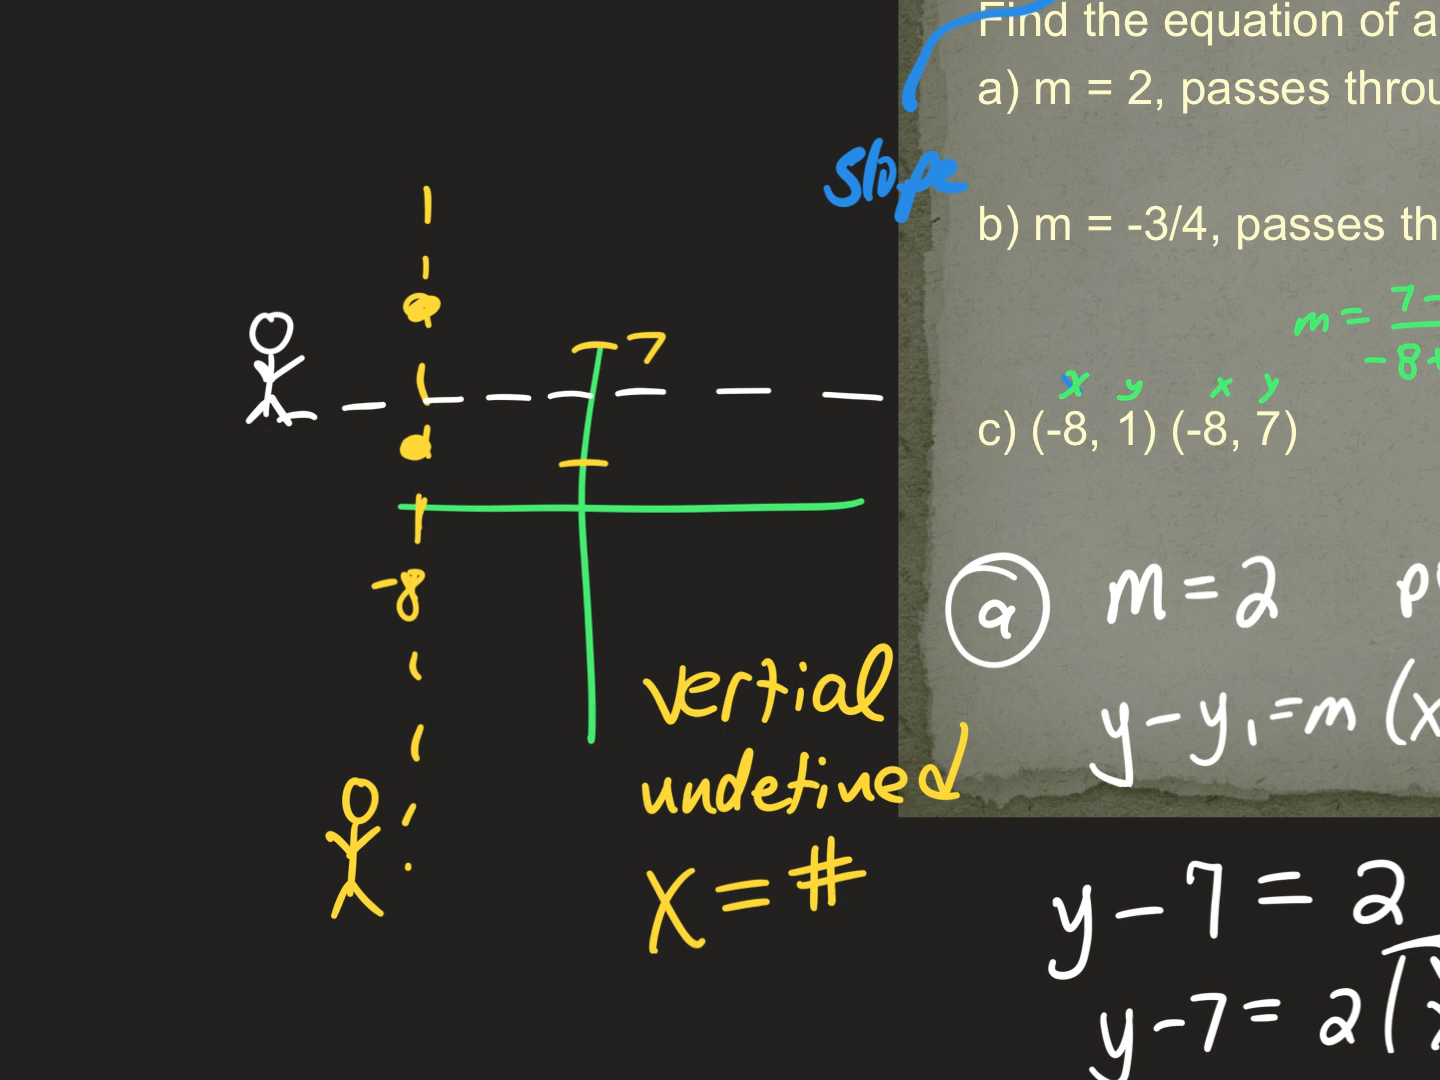 Find the equation of a
a) m = 2, passes throu
slope
b) m = -3/4, passes th
7
m = 7 -
-8 +
x y x y
c) (-8, 1) (-8, 7)
-8
a m = 2
vertial
y - y₁ = m (x
undefined
x = #
y - 7 = 2
y - 7 = 2 (